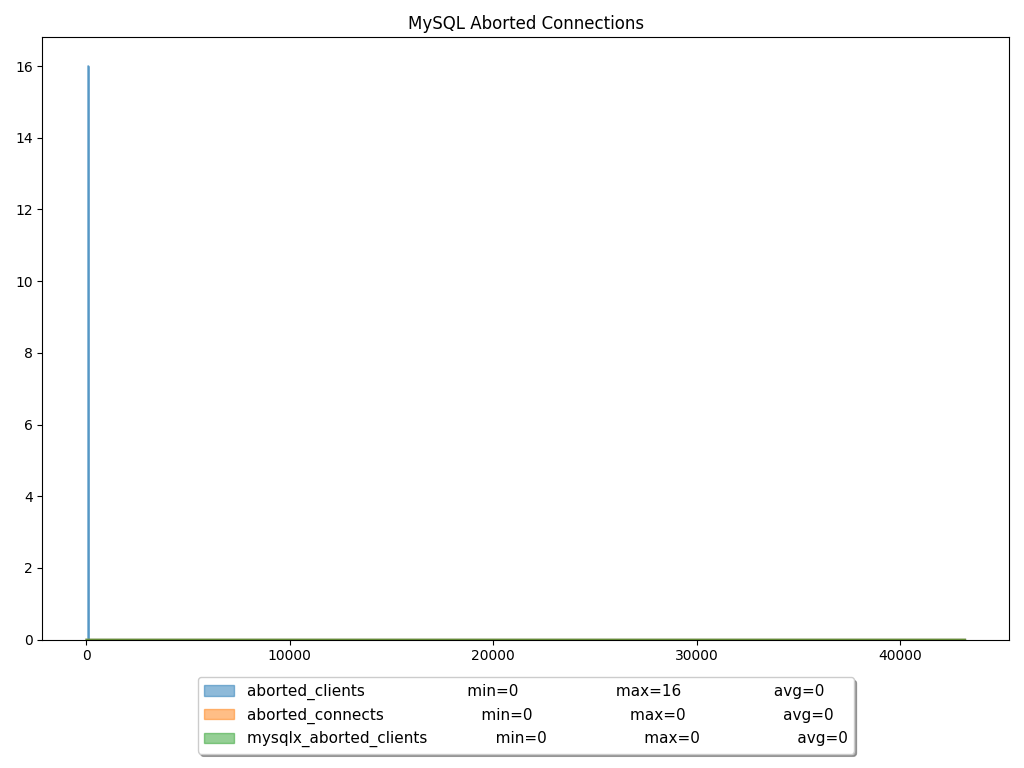 MySQL Aborted Connections
16
14
12
10
8
6
4
2
0
0 10000 20000 30000 40000
aborted_clients min=0 max=16 avg=0
aborted_connects min=0 max=0 avg=0
mysqlx_aborted_clients min=0 max=0 avg=0